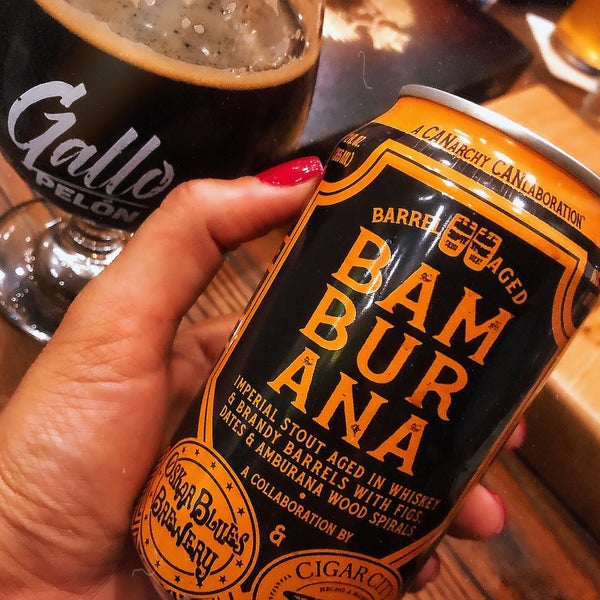 Gallo
PELÓN
A CANARCHY CANLABORATION™
BARREL AGED
BAM
BUR
ANA
IMPERIAL STOUT AGED IN WHISKEY
& BRANDY BARRELS WITH FIGS,
DATES & AMBURANA WOOD SPIRALS
A COLLABORATION BY
OSKAR BLUES
BREWERY
&
CIGAR CITY